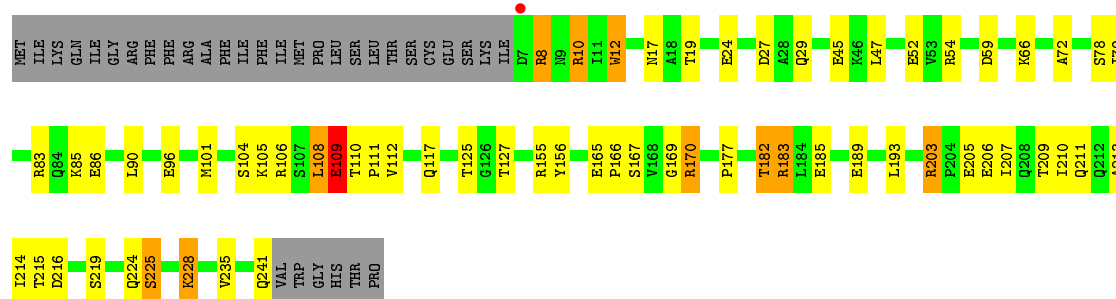 MET ILE LYS GLN ILE GLY ARG PHE PHE ARG ALA PHE ILE PHE ILE MET PRO LEU SER LEU THR SER CYS GLU SER LYS ILE D7 R8 N9 R10 I11 W12 N17 A18 T19 E24 D27 A28 Q29 E45 K46 L47 E52 V53 R54 D59 K66 A72 S78
R83 Q84 K85 E86 L90 E96 M101 S104 K105 R106 S107 L108 E109 T110 P111 V112 Q117 T125 G126 T127 R155 Y156 E165 P166 S167 V168 G169 R170 P177 T182 R183 L184 E185 E189 L193 R203 P204 E205 E206 I207 Q208 T209 I210 Q211 Q212
I214 T215 D216 S219 Q224 S225 K228 V235 Q241 VAL TRP GLY HIS THR PRO